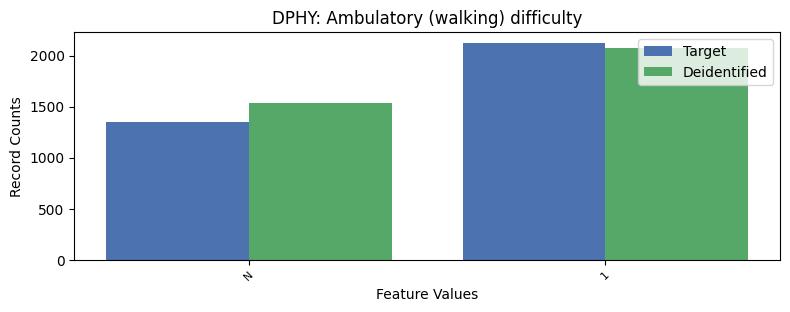 DPHY: Ambulatory (walking) difficulty
Target
Deidentified
Record Counts
2000
1500
1000
500
0
N
1
Feature Values